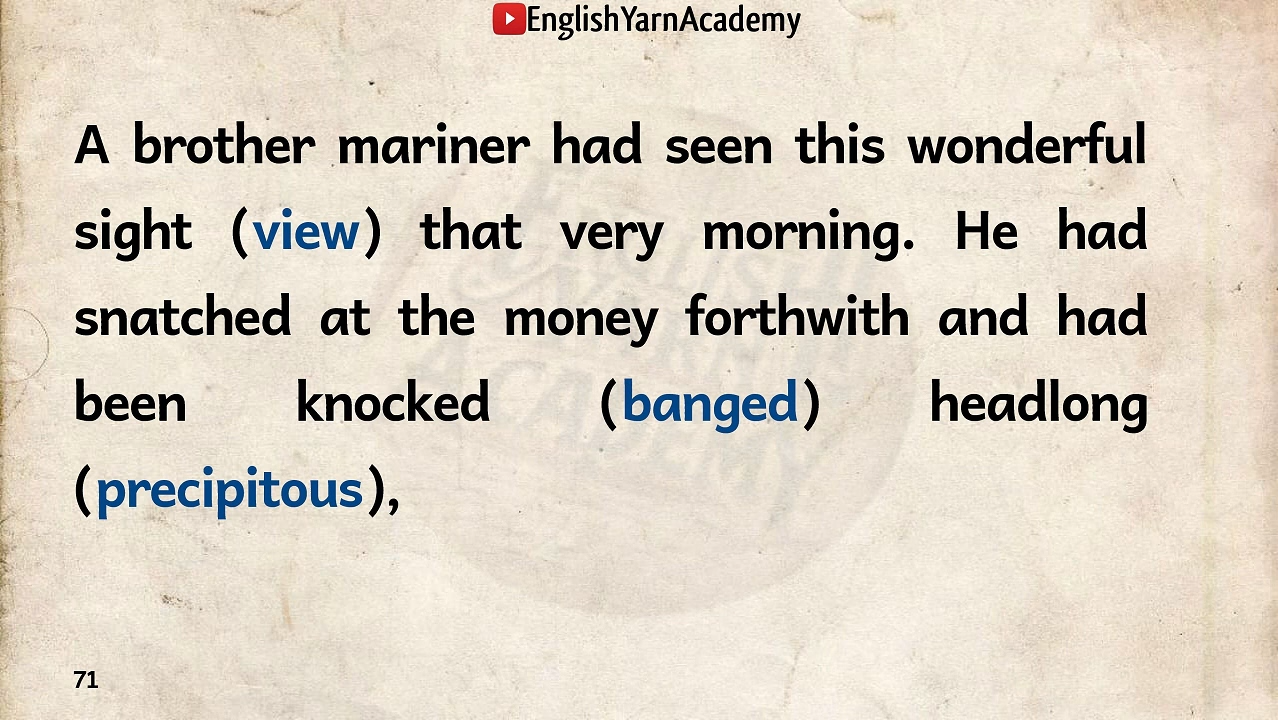 EnglishYarnAcademy
A brother mariner had seen this wonderful
sight (view) that very morning. He had
snatched at the money forthwith and had
been knocked (banged) headlong
(precipitous),
71